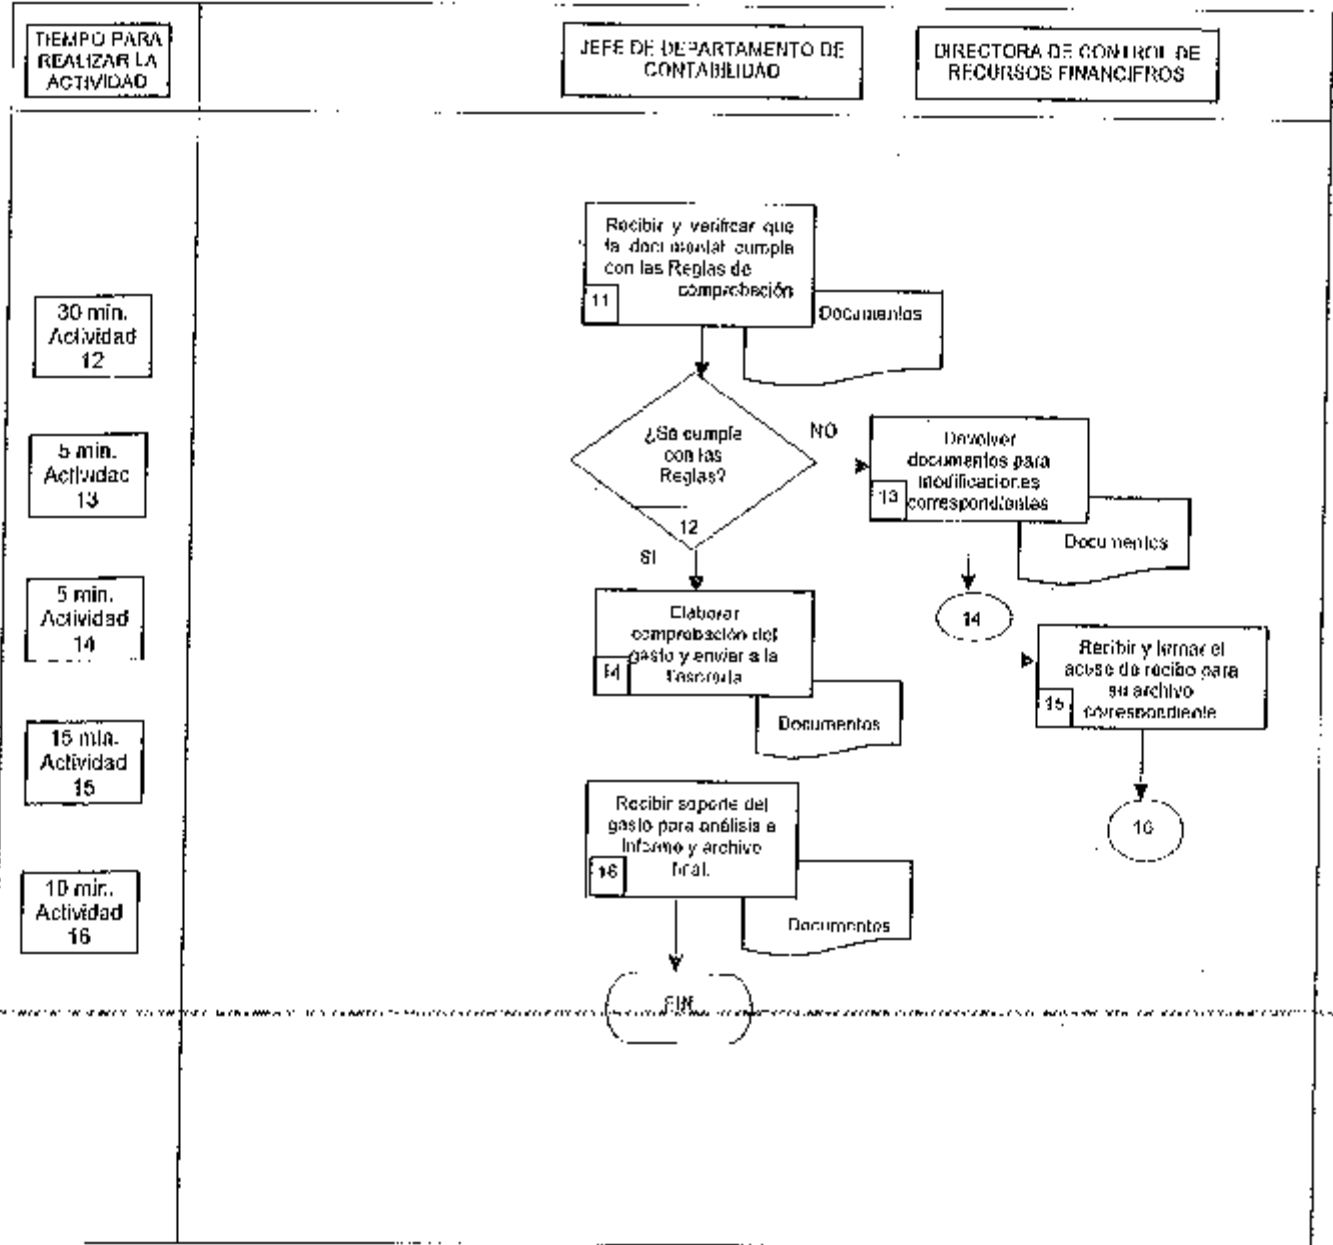 TIEMPO PARA
REALIZAR LA
ACTIVIDAD
JEFE DE DEPARTAMENTO DE
CONTABILIDAD
DIRECTORA DE CONTROL DE
RECURSOS FINANCIEROS
Recibir y verificar que
la documental cumpla
con las Reglas de
comprobación
11
Documentos
30 min.
Actividad
12
¿Se cumple
con las
Reglas?
12
NO
SI
5 min.
Actividad
13
Devolver
documentos para
modificaciones
correspondientes
13
Documentos
14
5 min.
Actividad
14
Elaborar
comprobación del
gasto y enviar a la
Tesorería
14
Documentos
Recibir y turnar el
acuse de recibo para
su archivo
correspondiente
15
16
15 min.
Actividad
15
Recibir soporte del
gasto para análisis e
informe y archivo
final.
16
Documentos
10 min.
Actividad
16
FIN